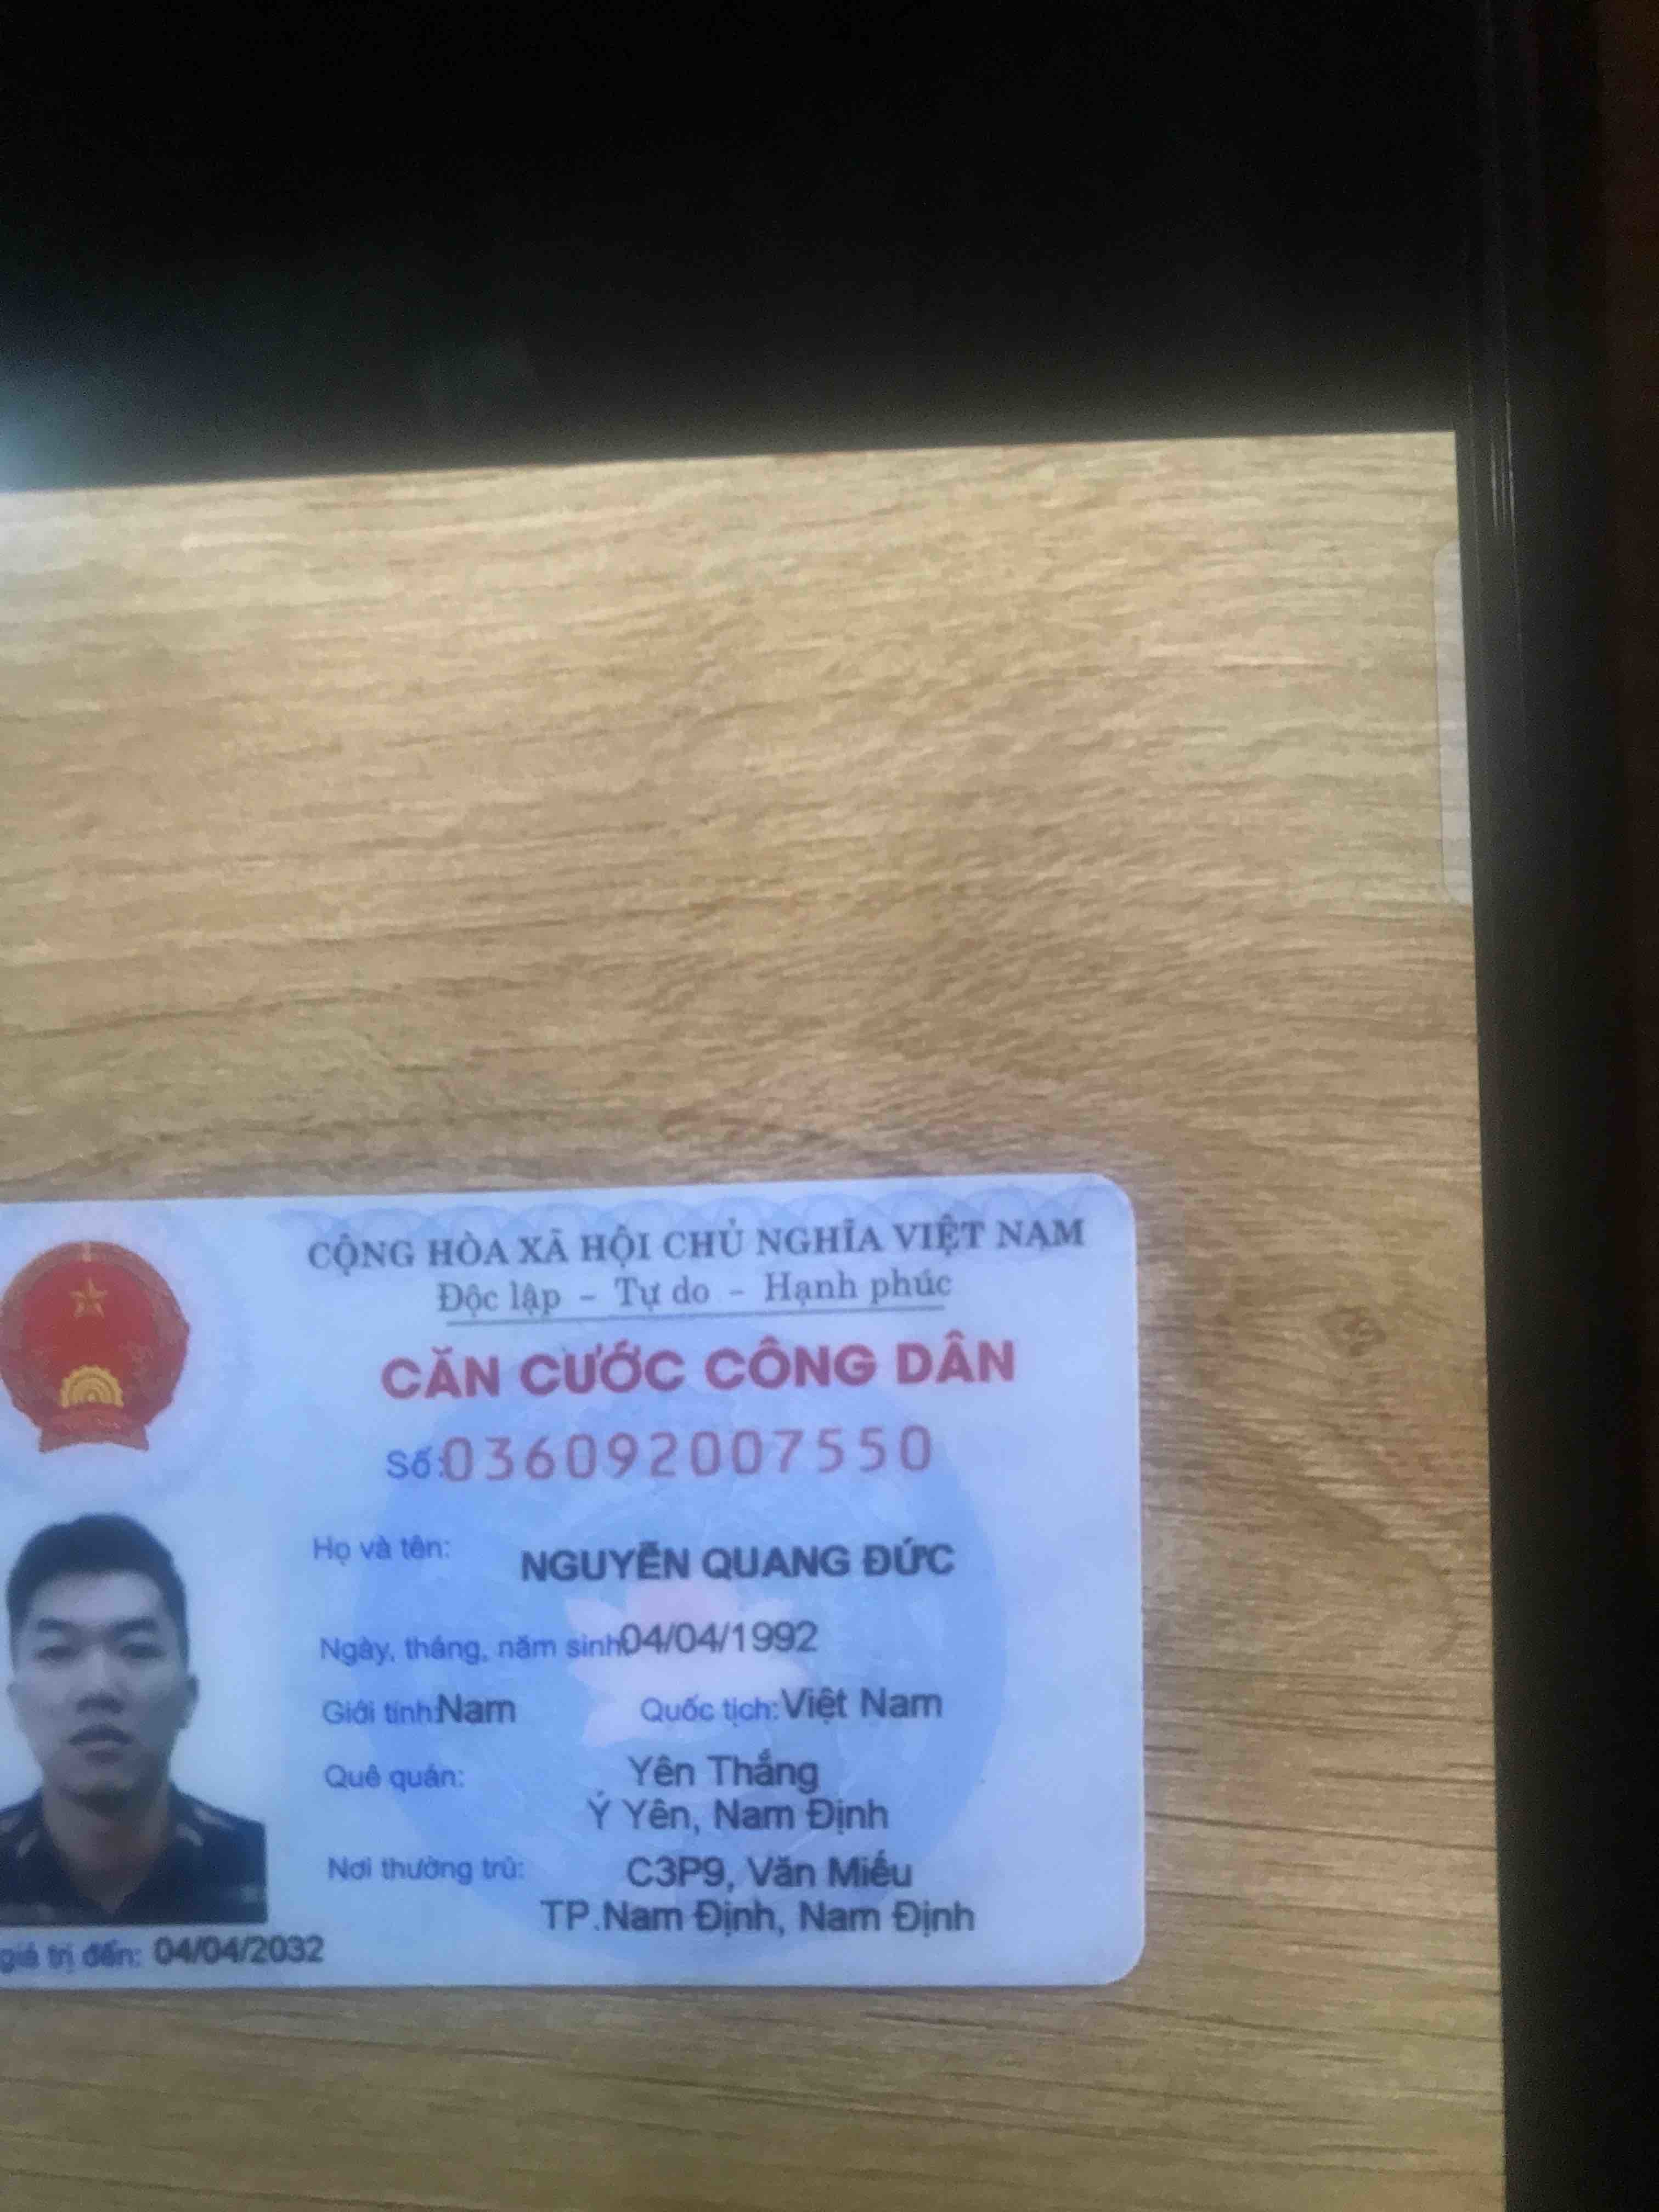 CỘNG HÒA XÃ HỘI CHỦ NGHĨA VIỆT NAM
Độc lập - Tự do - Hạnh phúc
CĂN CƯỚC CÔNG DÂN
Số: 036092007550
Họ và tên: NGUYỄN QUANG ĐỨC
Ngày, tháng, năm sinh: 04/04/1992
Giới tính: Nam Quốc tịch: Việt Nam
Quê quán: Yên Thắng
Ý Yên, Nam Định
Nơi thường trú: C3P9, Văn Miếu
TP.Nam Định, Nam Định
giá trị đến: 04/04/2032